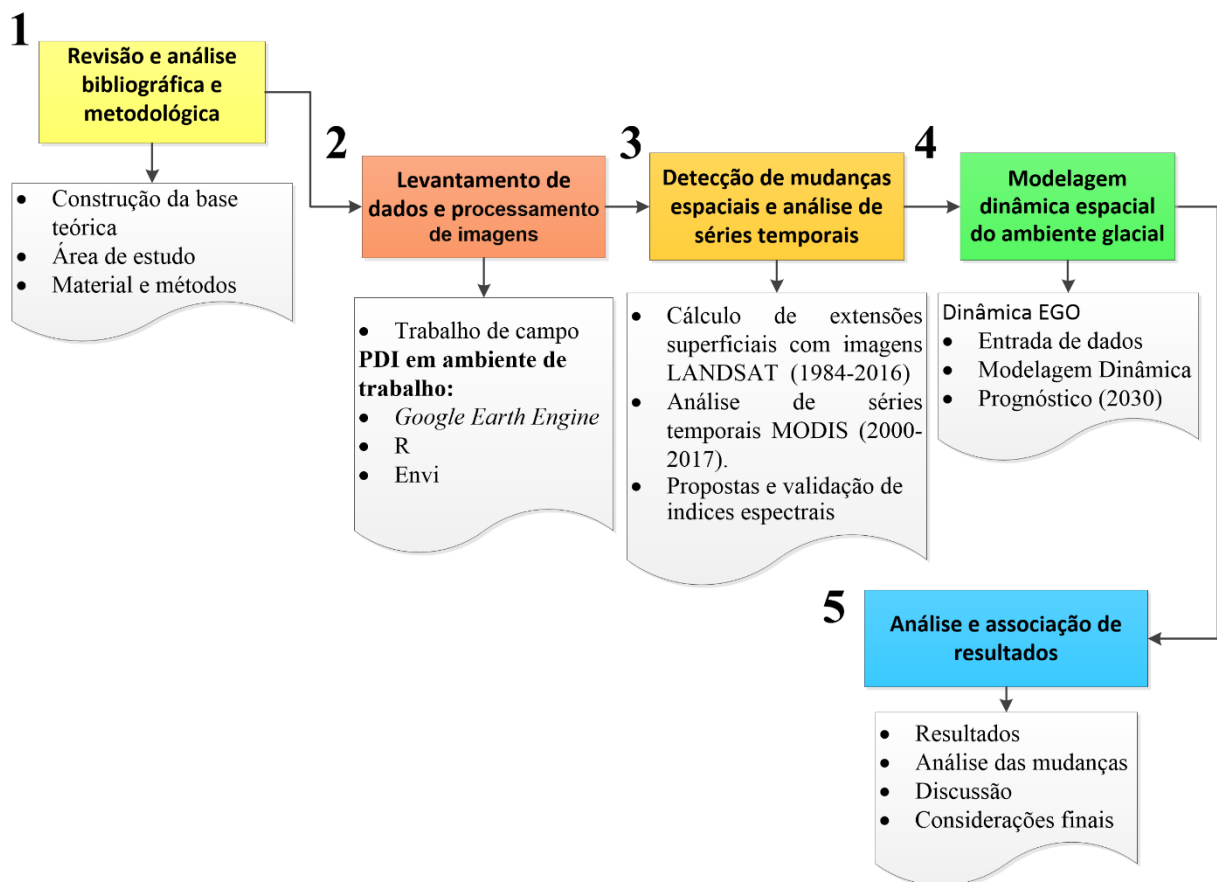 1
Revisão e análise
bibliográfica e
metodológica
• Construção da base
teórica
• Área de estudo
• Material e métodos
2
Levantamento de
dados e processamento
de imagens
• Trabalho de campo
PDI em ambiente de
trabalho:
• Google Earth Engine
• R
• Envi
3
Detecção de mudanças
espaciais e análise de
séries temporais
• Cálculo de extensões
superficiais com imagens
LANDSAT (1984-2016)
• Análise de séries
temporais MODIS (2000-
2017).
• Propostas e validação de
indices espectrais
4
Modelagem
dinâmica espacial
do ambiente glacial
Dinâmica EGO
• Entrada de dados
• Modelagem Dinâmica
• Prognóstico (2030)
5
Análise e associação de
resultados
• Resultados
• Análise das mudanças
• Discussão
• Considerações finais